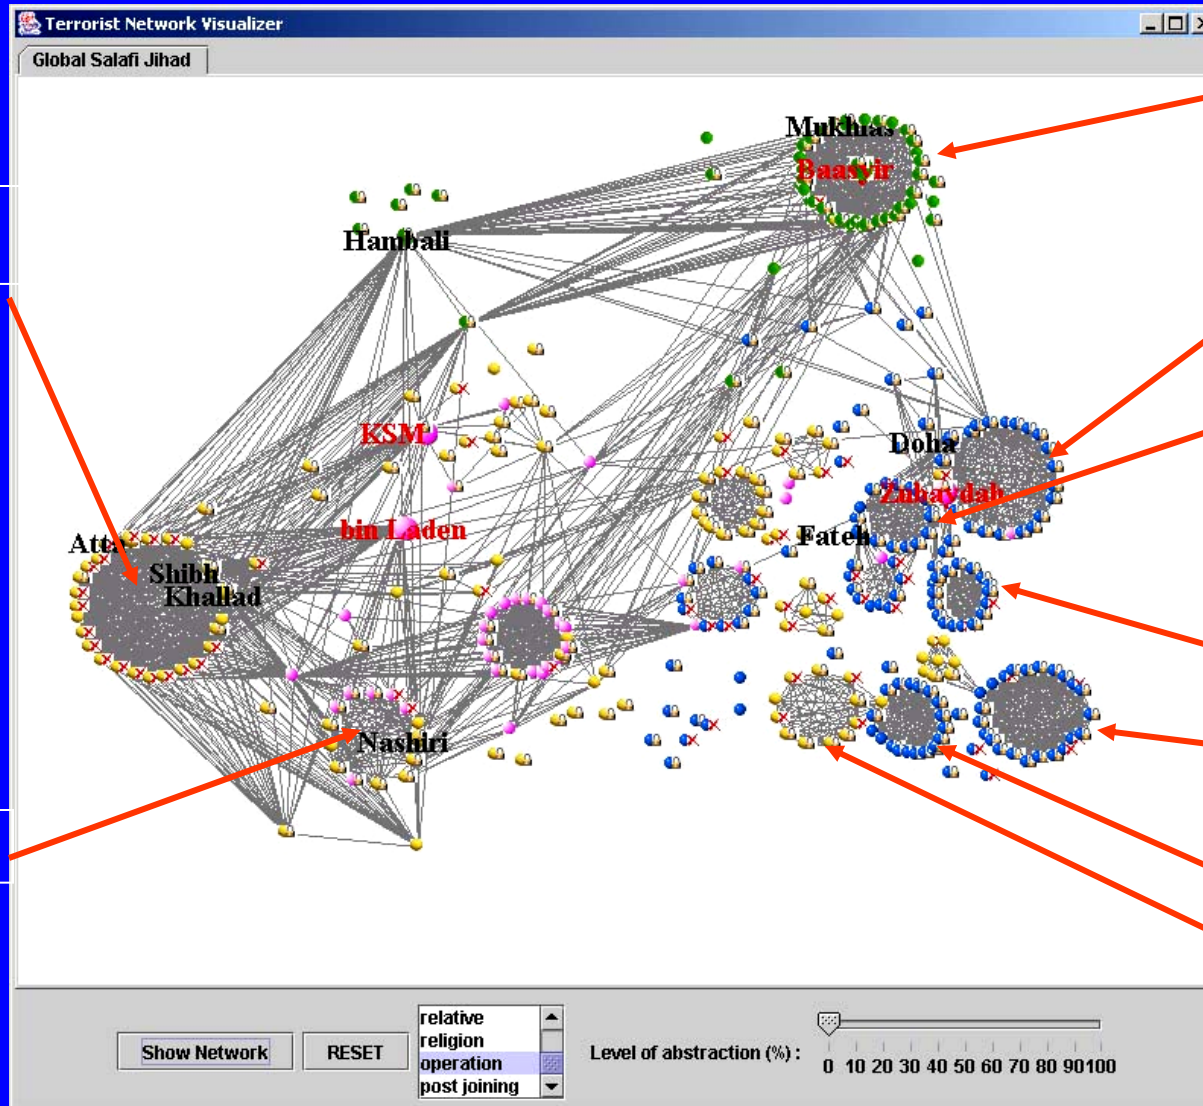 Terrorist Network Visualizer
Global Salafi Jihad
Mukhlas
Baasyir
Hambali
KSM
Doha
Zubaydah
bin Laden
Fateh
Atta
Shibh
Khallad
Nashiri
relative
religion
operation
post joining
Show Network
RESET
Level of abstraction (%) :
0 10 20 30 40 50 60 70 80 90 100